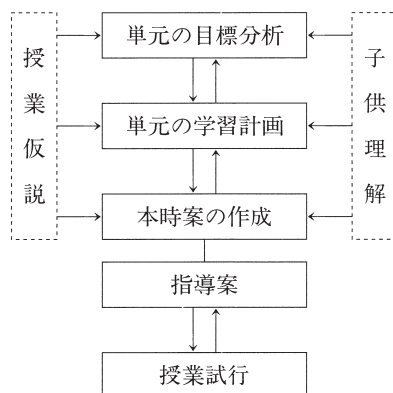 授業仮説
単元の目標分析
単元の学習計画
本時案の作成
指導案
授業試行
子供理解